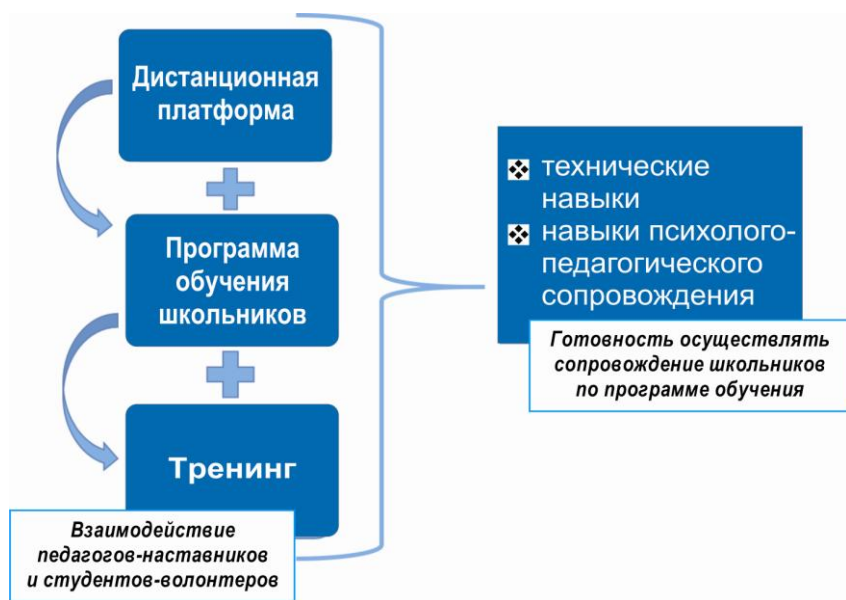 Дистанционная
платформа
Программа
обучения
школьников
Тренинг
Взаимодействие
педагогов-наставников
и студентов-волонтеров
технические
навыки
навыки психолого-
педагогического
сопровождения
Готовность осуществлять
сопровождение школьников
по программе обучения